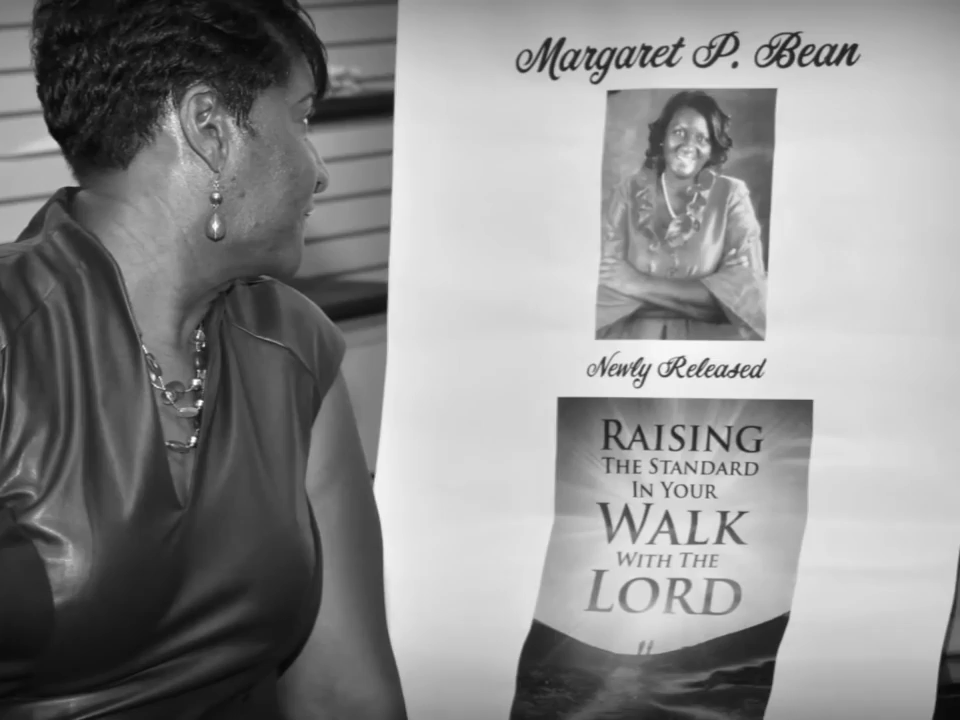 Margaret P. Bean
Newly Released
RAISING
THE STANDARD
IN YOUR
WALK
WITH THE
LORD